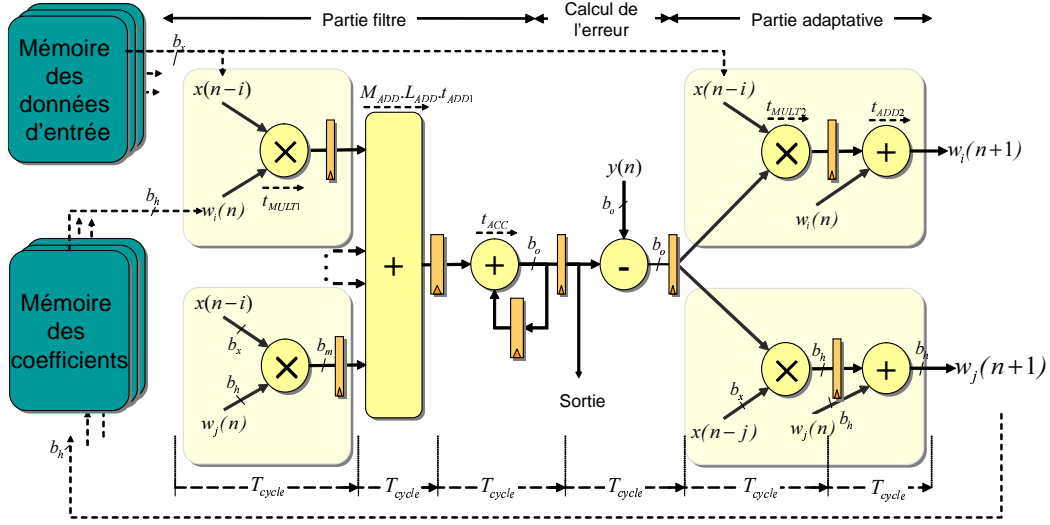 Partie filtre
Calcul de
l'erreur
Partie adaptative
Mémoire
des
données
d'entrée
b_x
x(n-i)
w_i(n)
t_MULT1
b_h
M_ADD.L_ADD.t_ADD1
+
t_ACC
+
b_o
y(n)
b_o
-
b_o
x(n-i)
t_MULT2
t_ADD2
+
w_i(n)
w_i(n+1)
Mémoire
des
coefficients
b_h
x(n-i)
b_x
b_h
w_j(n)
b_m
Sortie
b_x
x(n-j)
b_h
w_j(n)
b_h
+
b_h
w_j(n+1)
T_cycle
T_cycle
T_cycle
T_cycle
T_cycle
T_cycle